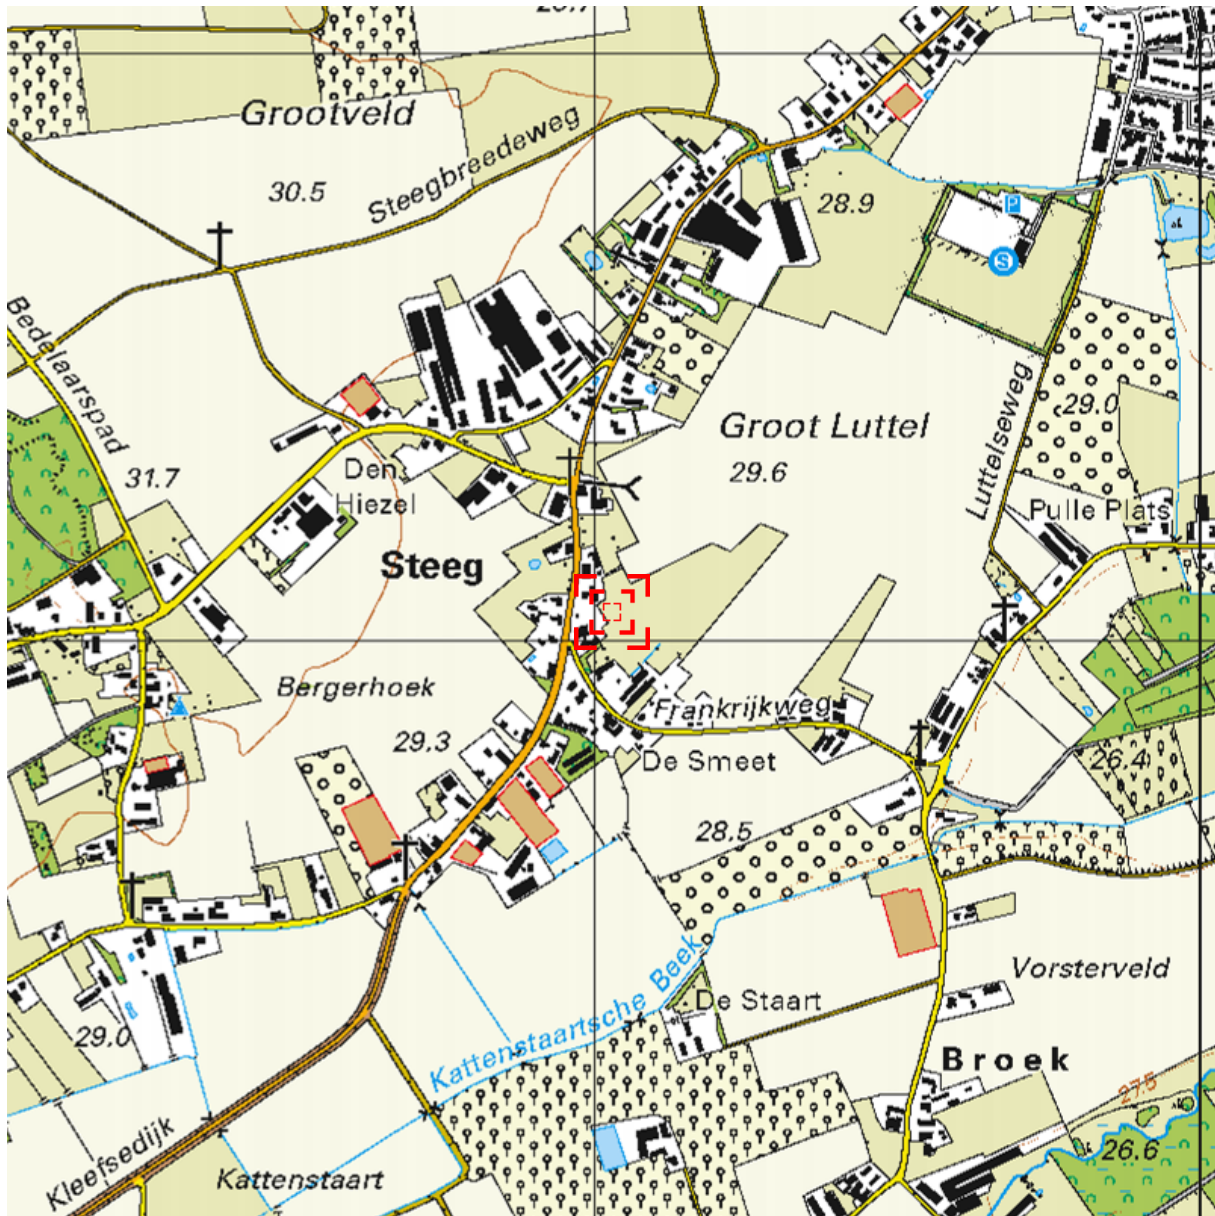 Grootveld
Steegbreedeweg
30.5
28.9
P
S
Bedelaarspad
Luttelseweg
29.0
Groot Luttel
29.6
Den
Hiezel
31.7
Pulle Plats
Steeg
Bergerhoek
Frankrijkweg
29.3
De Smeet
26.4
28.5
Vorsterveld
De Staart
Kattenstaartsche Beek
29.0
Broek
27.5
26.6
Kleefsedijk
Kattenstaart